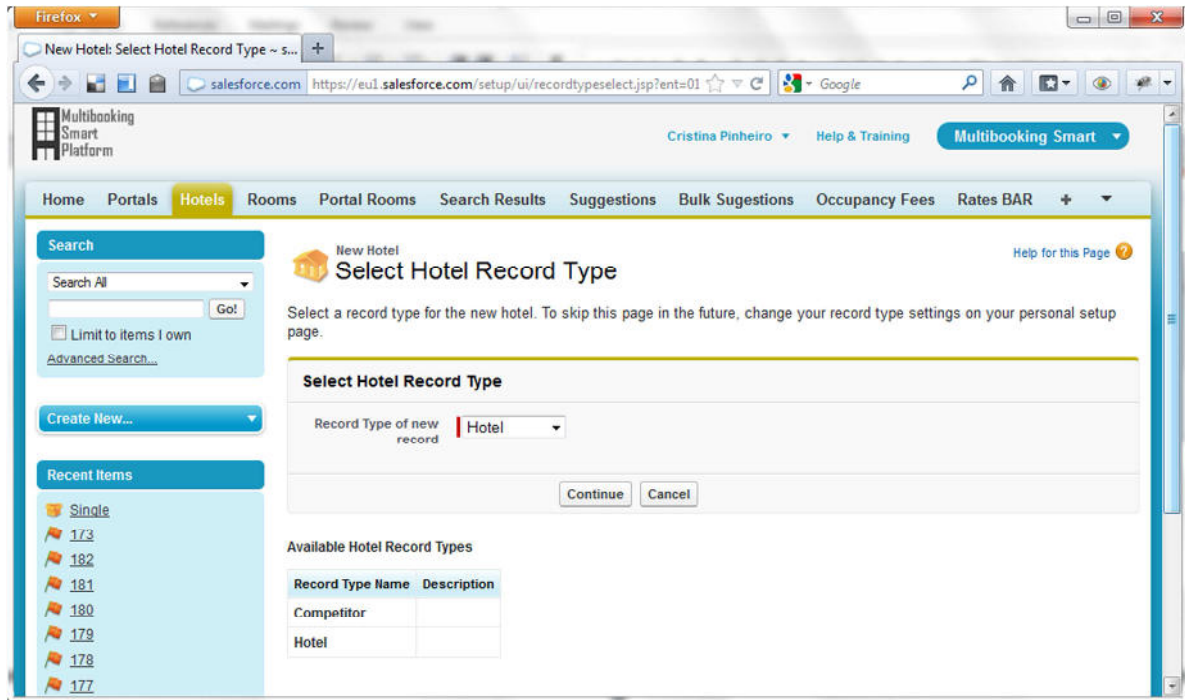 Firefox
New Hotel: Select Hotel Record Type ~ s...
salesforce.com https://eu1.salesforce.com/setup/ui/recordtypeselect.jsp?ent=01
Google
Multibooking
Smart
Platform
Cristina Pinheiro Help & Training Multibooking Smart
Home Portals Hotels Rooms Portal Rooms Search Results Suggestions Bulk Sugestions Occupancy Fees Rates BAR +
Search
Search All
Go!
Limit to items I own
Advanced Search...
Create New...
Recent Items
Single
173
182
181
180
179
178
177
New Hotel
Select Hotel Record Type
Help for this Page
Select a record type for the new hotel. To skip this page in the future, change your record type settings on your personal setup
page.
Select Hotel Record Type
Record Type of new
record
Hotel
Continue Cancel
Available Hotel Record Types
Record Type Name Description
Competitor
Hotel